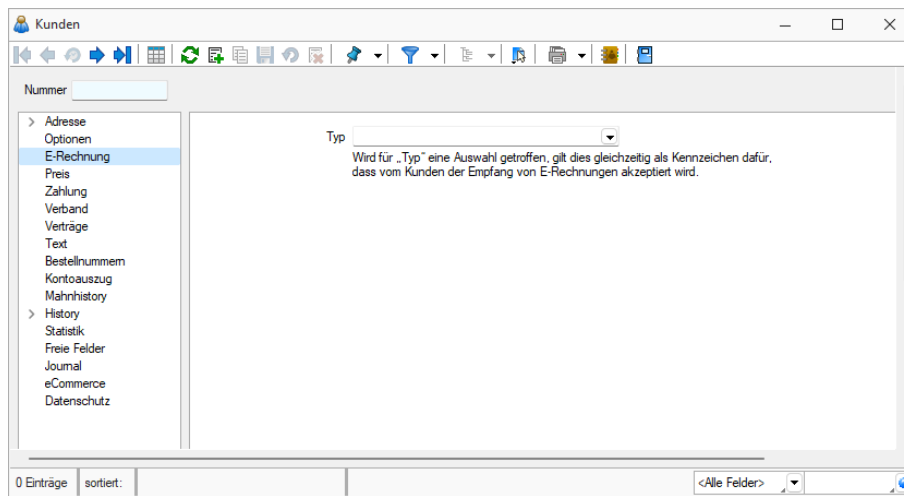 Kunden
Nummer
Adresse
Optionen
E-Rechnung
Preis
Zahlung
Verband
Verträge
Text
Bestellnummern
Kontoauszug
Mahnhistory
History
Statistik
Freie Felder
Journal
eCommerce
Datenschutz
Typ
Wird für „Typ“ eine Auswahl getroffen, gilt dies gleichzeitig als Kennzeichen dafür,
dass vom Kunden der Empfang von E-Rechnungen akzeptiert wird.
0 Einträge sortiert: <Alle Felder>